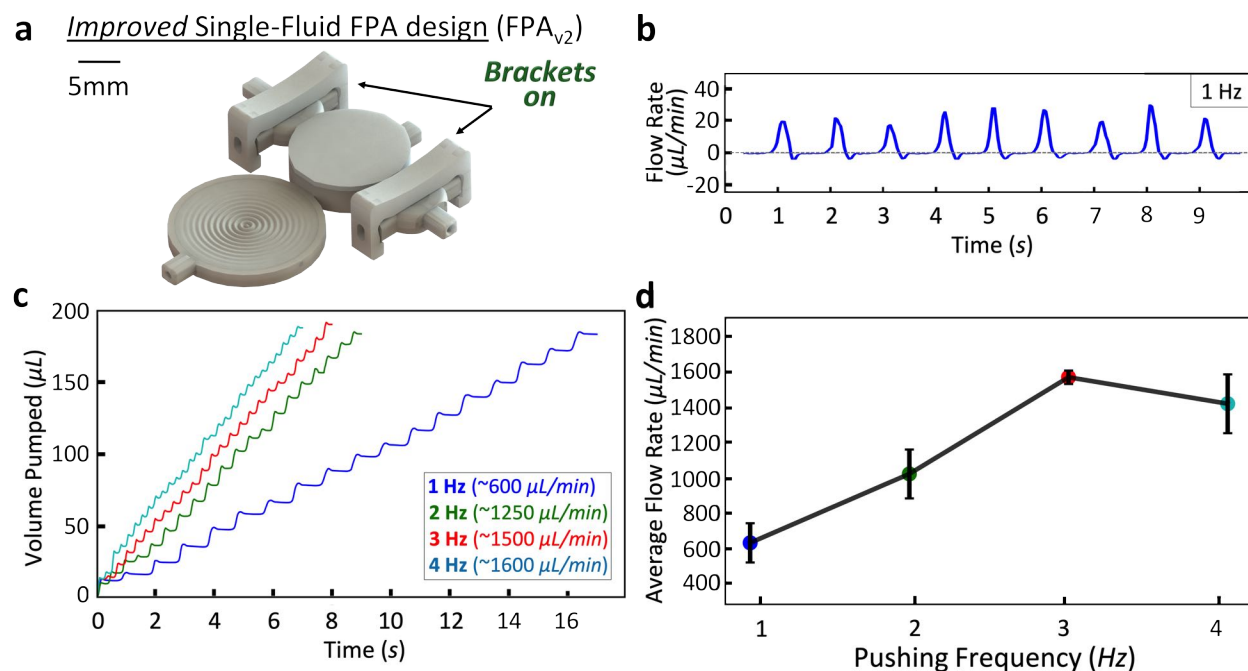 a
Improved Single-Fluid FPA design (FPAv2)
5mm
Brackets
on
b
1 Hz
Flow Rate
(µL/min)
40
20
0
-20
0 1 2 3 4 5 6 7 8 9
Time (s)
c
Volume Pumped (µL)
200
150
100
50
0
0 2 4 6 8 10 12 14 16
Time (s)
1 Hz (~600 µL/min)
2 Hz (~1250 µL/min)
3 Hz (~1500 µL/min)
4 Hz (~1600 µL/min)
d
Average Flow Rate (µL/min)
1800
1600
1400
1200
1000
800
600
400
1 2 3 4
Pushing Frequency (Hz)